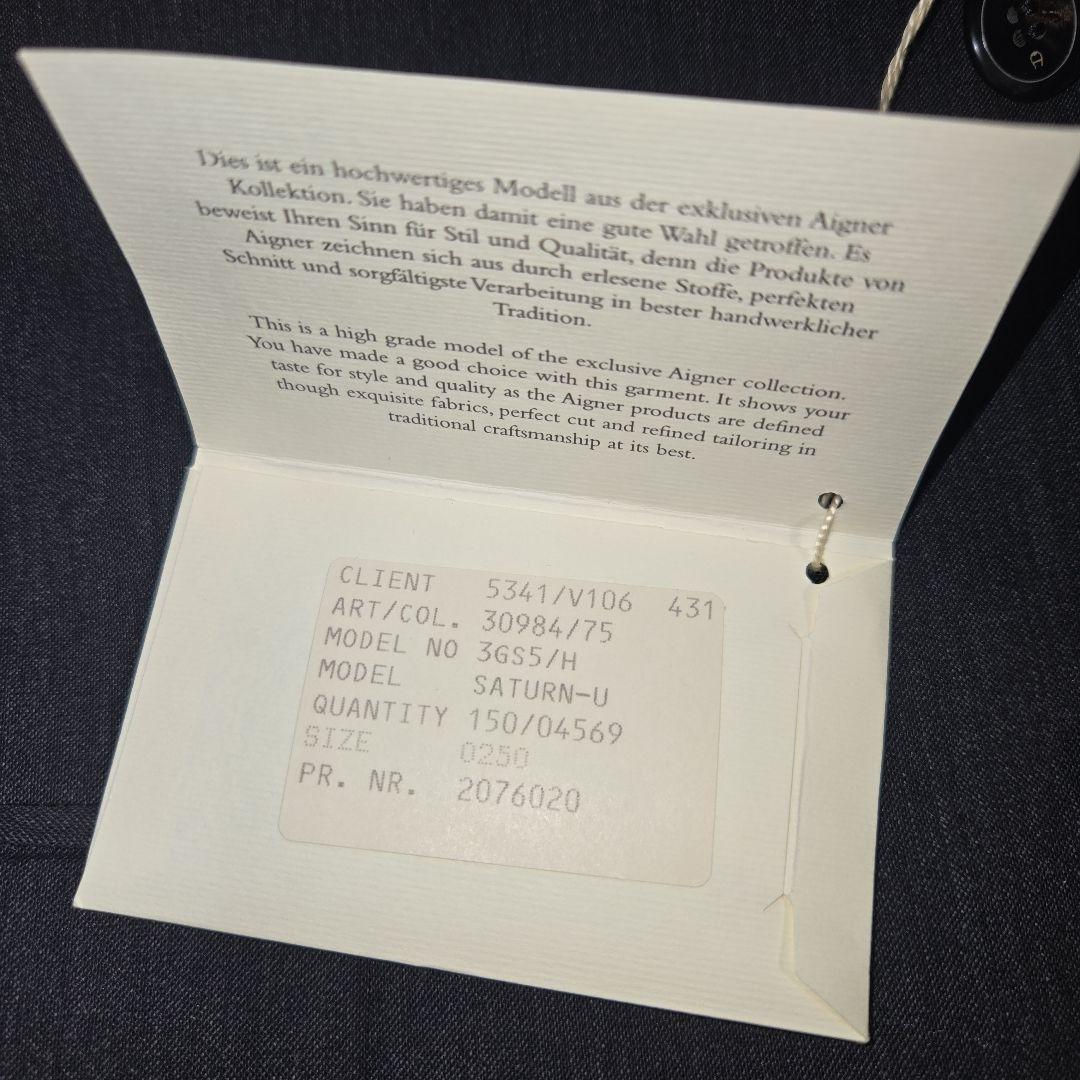 Dies ist ein hochwertiges Modell aus der exklusiven Aigner
Kollektion. Sie haben damit eine gute Wahl getroffen. Es
beweist Ihren Sinn für Stil und Qualität, denn die Produkte von
Aigner zeichnen sich aus durch erlesene Stoffe, perfekten
Schnitt und sorgfältigste Verarbeitung in bester handwerklicher
Tradition.
This is a high grade model of the exclusive Aigner collection.
You have made a good choice with this garment. It shows your
taste for style and quality as the Aigner products are defined
though exquisite fabrics, perfect cut and refined tailoring in
traditional craftsmanship at its best.
CLIENT 5341/V106 431
ART/COL. 30984/75
MODEL NO 3GS5/H
MODEL SATURN-U
QUANTITY 150/04569
SIZE 0250
PR. NR. 2076020